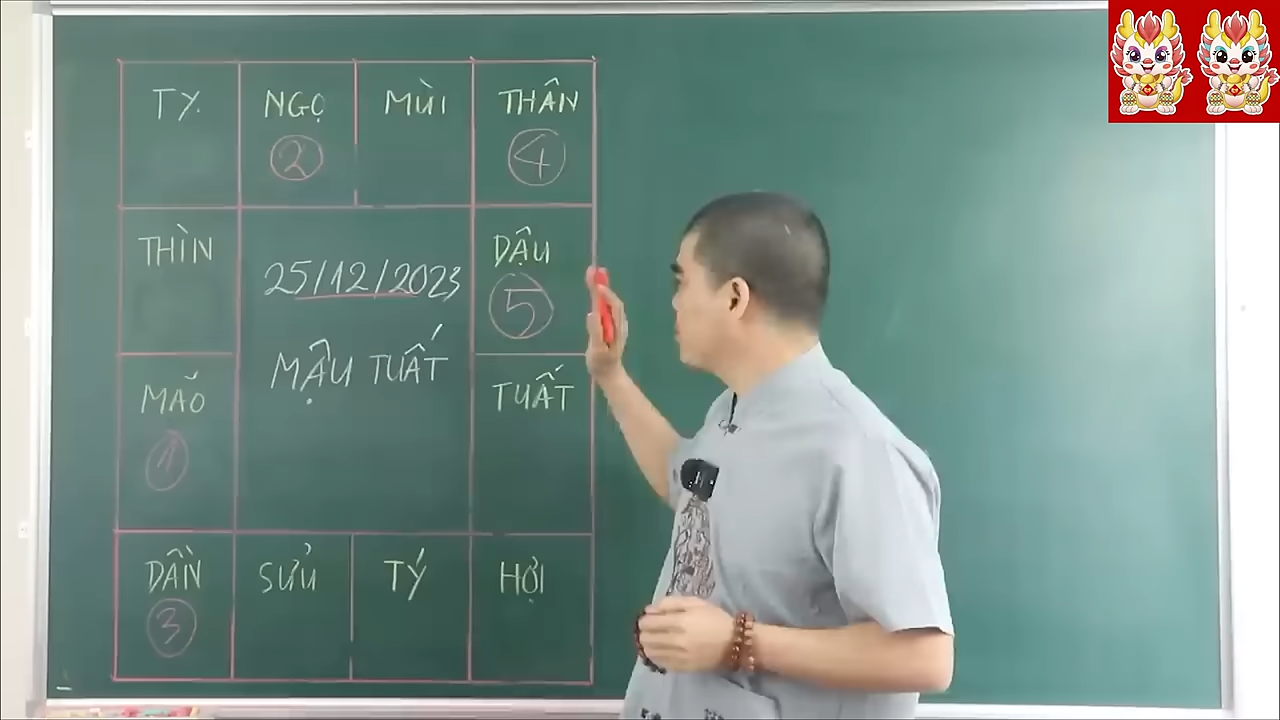 TỴ NGỌ MÙI THÂN
② ④
THÌN DẬU
⑤
25/12/2023
MẬU TUẤT
MÃO TUẤT
①
DẦN SỬU TÝ HỢI
③